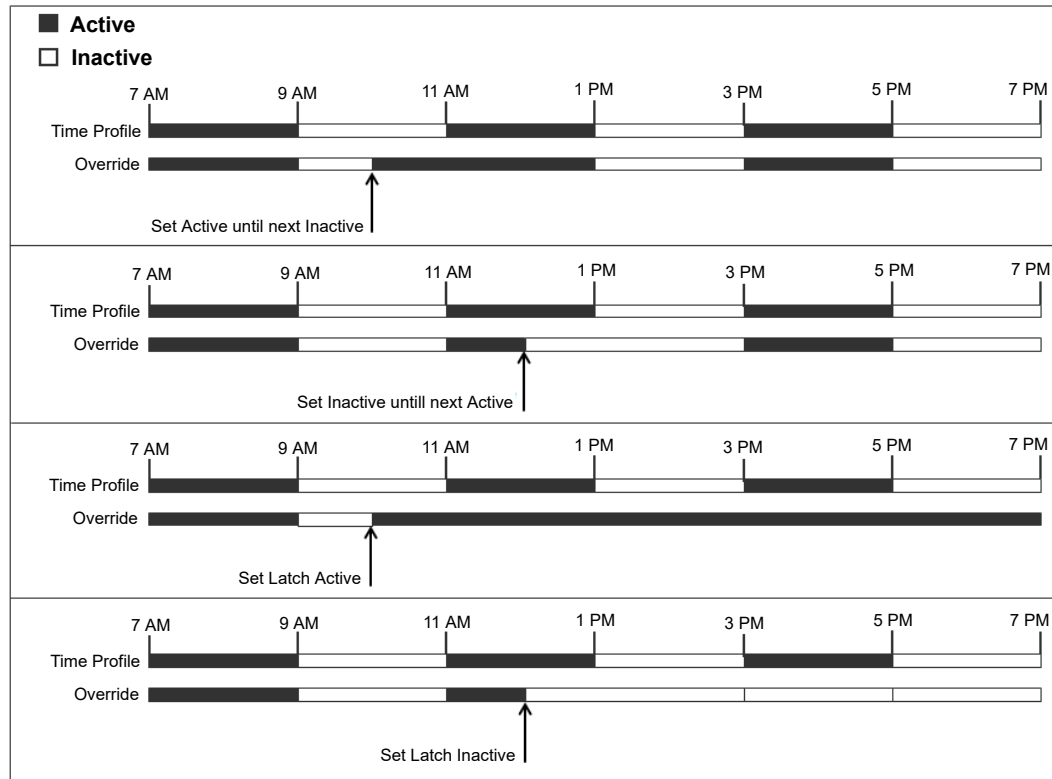 Active
Inactive
7 AM 9 AM 11 AM 1 PM 3 PM 5 PM 7 PM
Time Profile
Override
Set Active until next Inactive
7 AM 9 AM 11 AM 1 PM 3 PM 5 PM 7 PM
Time Profile
Override
Set Inactive untill next Active
7 AM 9 AM 11 AM 1 PM 3 PM 5 PM 7 PM
Time Profile
Override
Set Latch Active
7 AM 9 AM 11 AM 1 PM 3 PM 5 PM 7 PM
Time Profile
Override
Set Latch Inactive